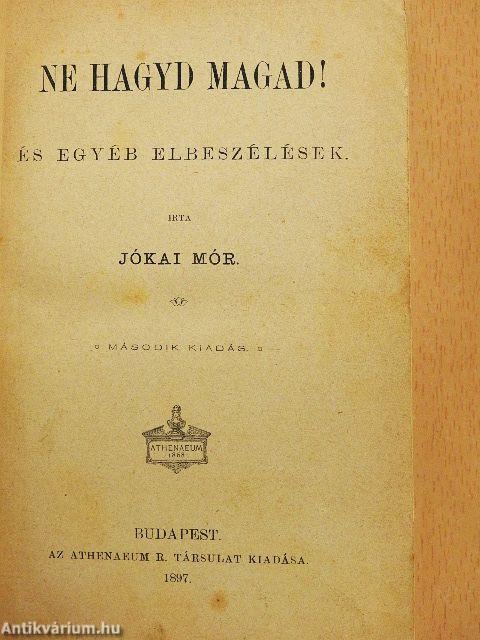 NE HAGYD MAGAD!
ÉS EGYÉB ELBESZÉLÉSEK.
IRTA
JÓKAI MÓR.
MÁSODIK KIADÁS.
ATHENAEUM
1868
BUDAPEST.
AZ ATHENAEUM R. TÁRSULAT KIADÁSA.
1897.
Antikvárium.hu